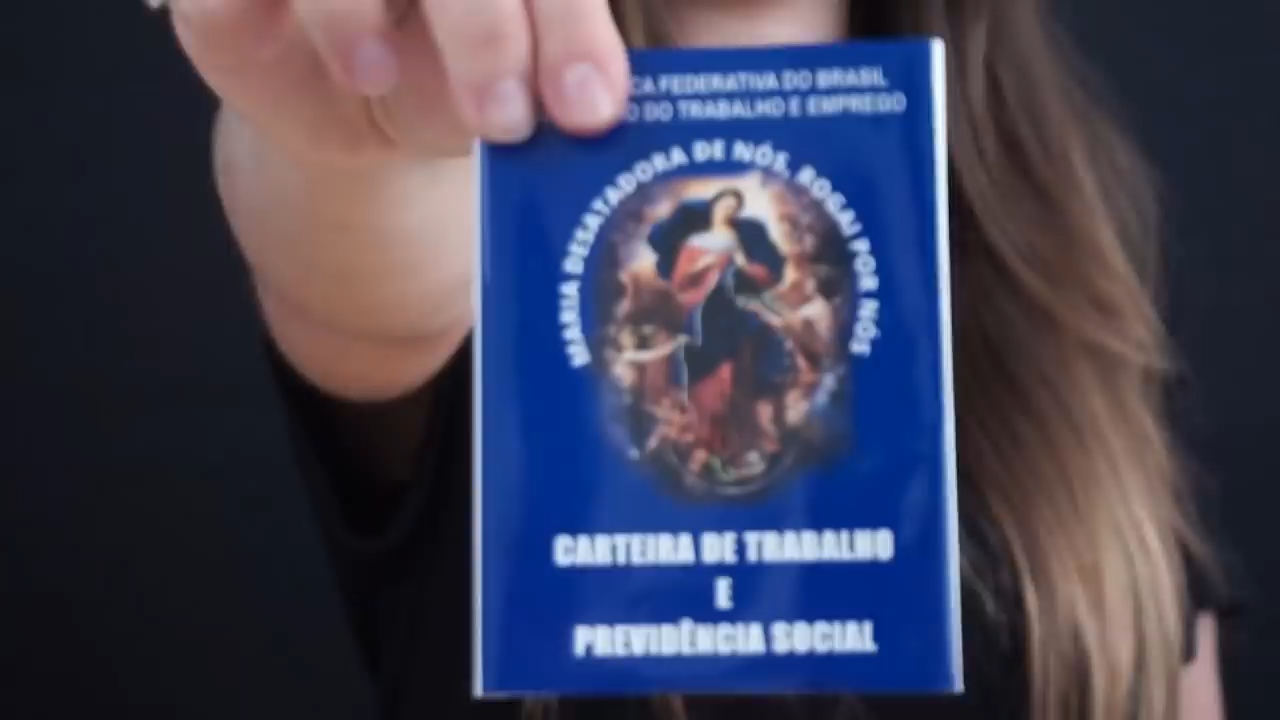 CA FEDERATIVA DO BRASIL
O DO TRABALHO E EMPREGO
MARIA DESATADORA DE NÓS, ROGAI POR NÓS
CARTEIRA DE TRABALHO
E
PREVIDÊNCIA SOCIAL